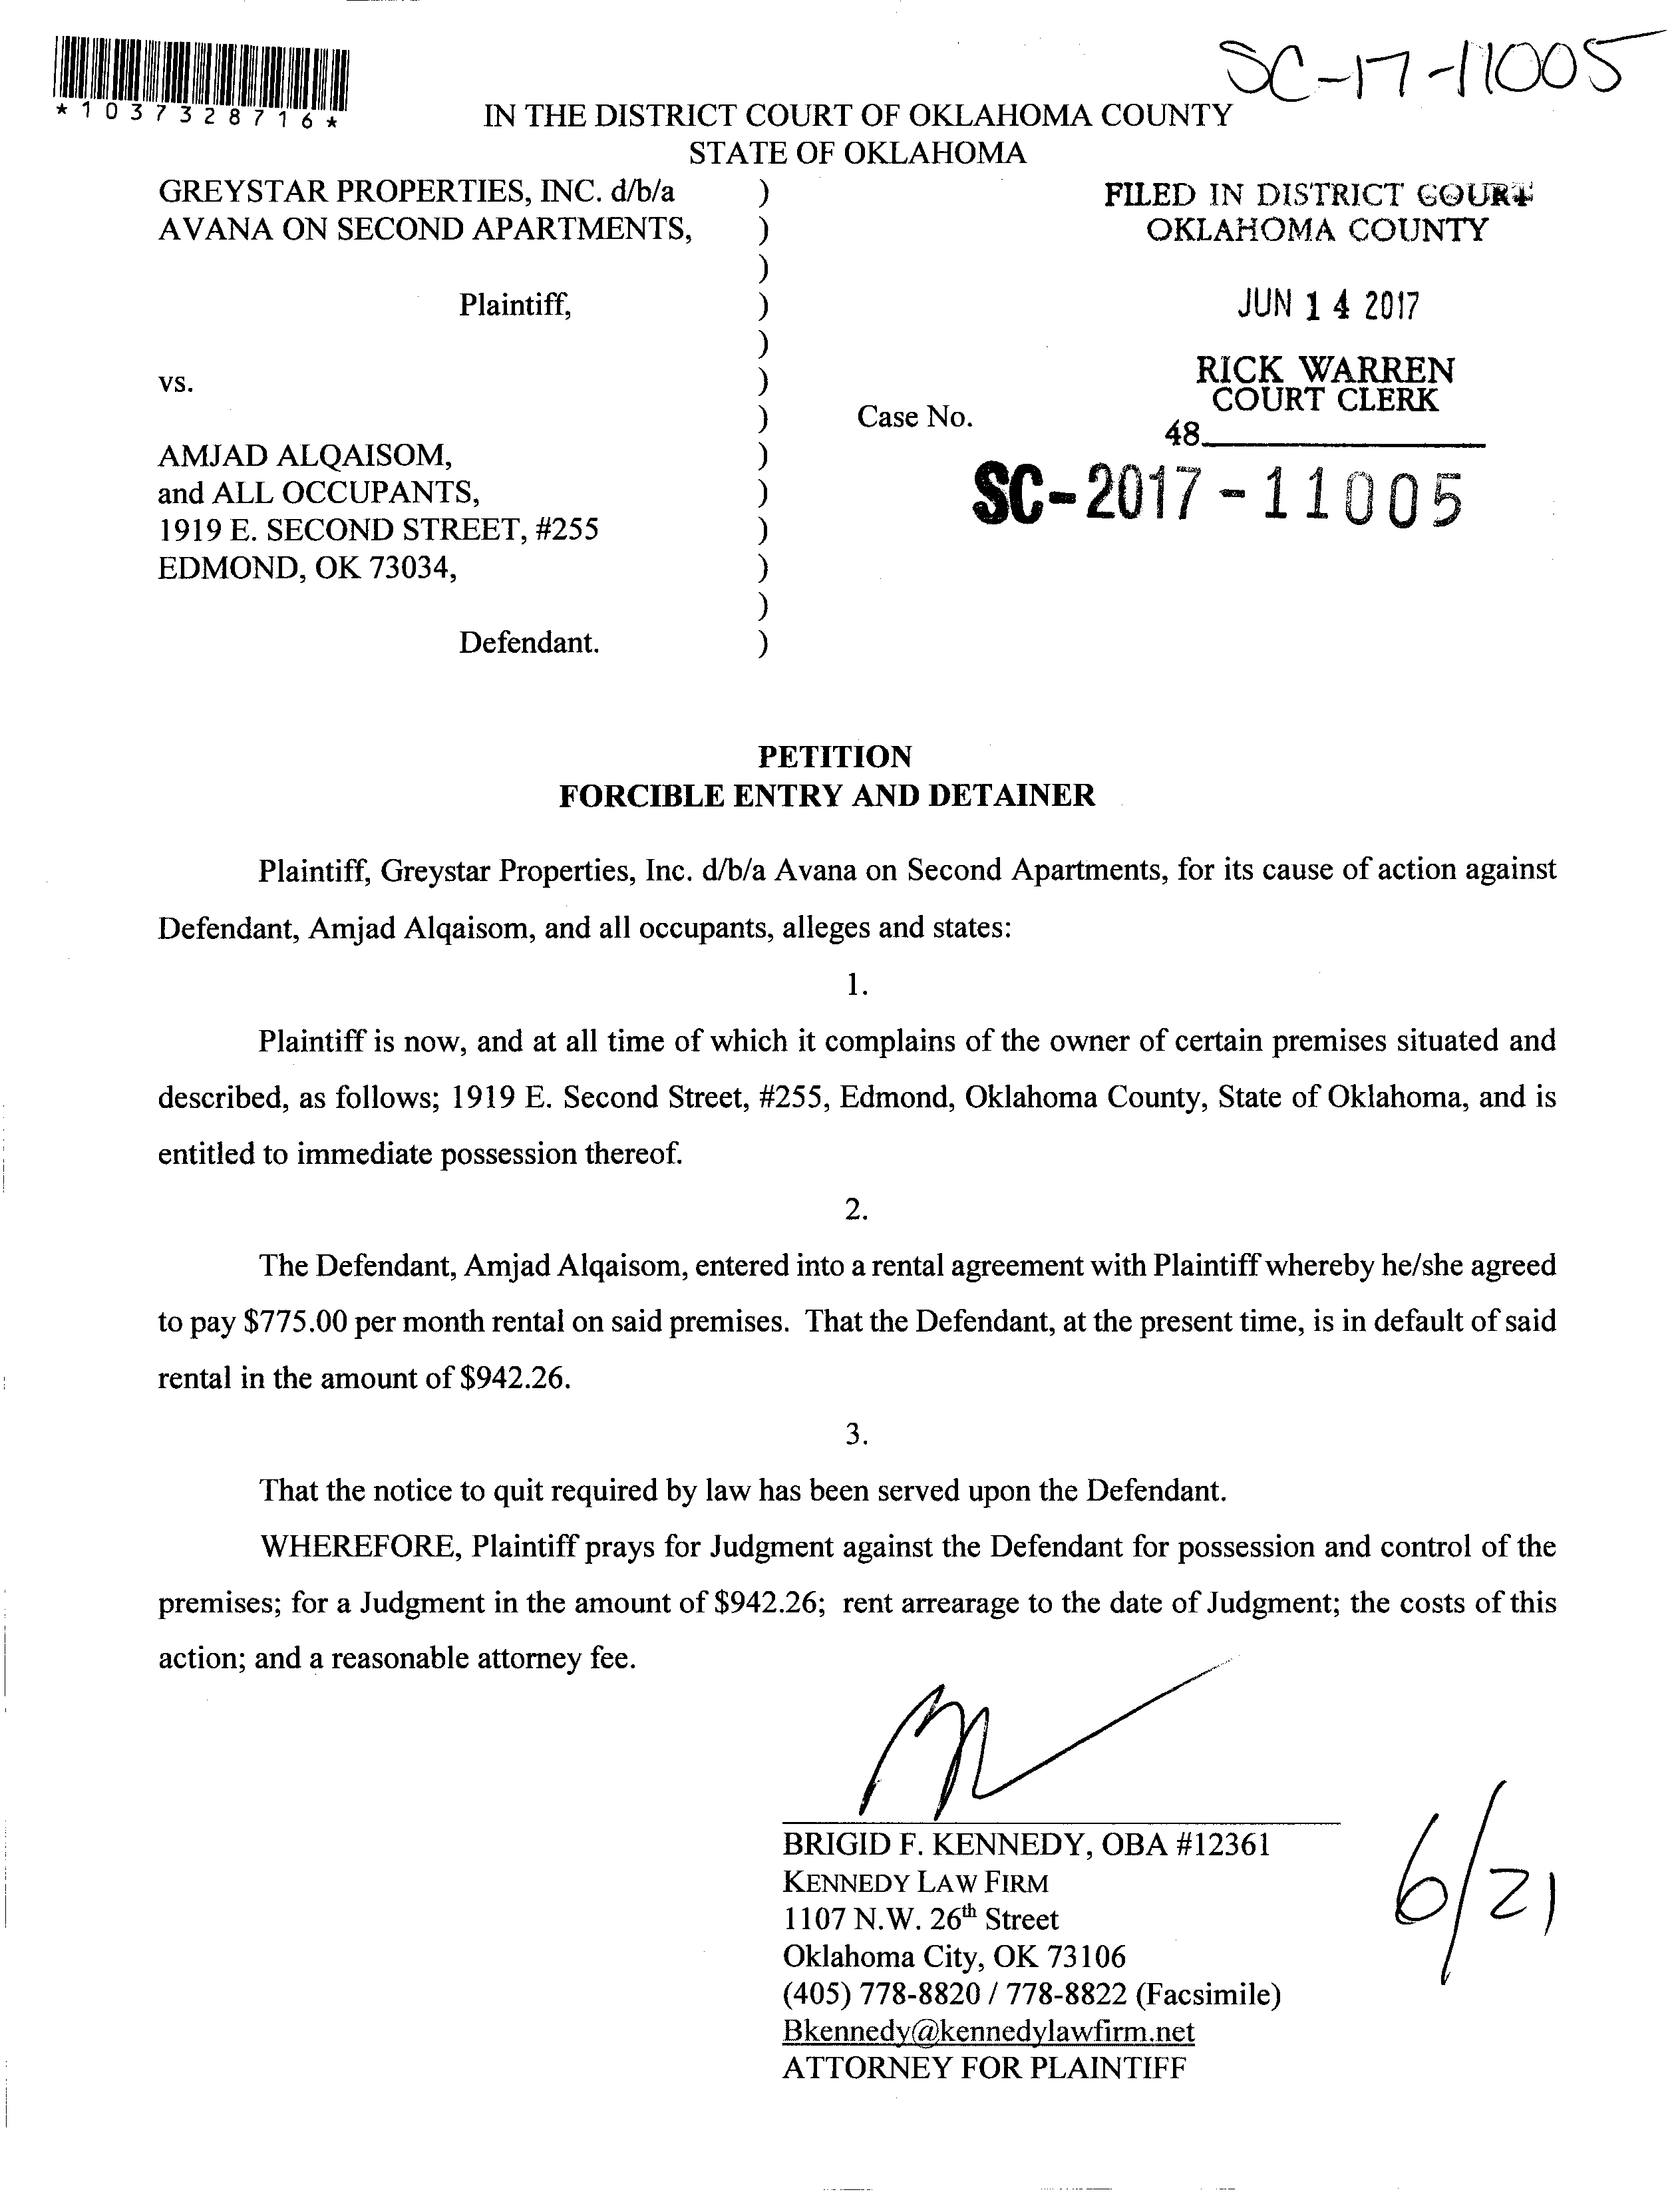 SC-17-11005
*1037328716*
IN THE DISTRICT COURT OF OKLAHOMA COUNTY
STATE OF OKLAHOMA
GREYSTAR PROPERTIES, INC. d/b/a )
AVANA ON SECOND APARTMENTS, )
)
Plaintiff, )
)
vs. )
)
AMJAD ALQAISOM, )
and ALL OCCUPANTS, )
1919 E. SECOND STREET, #255 )
EDMOND, OK 73034, )
)
Defendant. )
FILED IN DISTRICT COURT
OKLAHOMA COUNTY
JUN 14 2017
RICK WARREN
COURT CLERK
48
Case No.
SC-2017-11005
PETITION
FORCIBLE ENTRY AND DETAINER
Plaintiff, Greystar Properties, Inc. d/b/a Avana on Second Apartments, for its cause of action against
Defendant, Amjad Alqaisom, and all occupants, alleges and states:
1.
Plaintiff is now, and at all time of which it complains of the owner of certain premises situated and
described, as follows; 1919 E. Second Street, #255, Edmond, Oklahoma County, State of Oklahoma, and is
entitled to immediate possession thereof.
2.
The Defendant, Amjad Alqaisom, entered into a rental agreement with Plaintiff whereby he/she agreed
to pay $775.00 per month rental on said premises. That the Defendant, at the present time, is in default of said
rental in the amount of $942.26.
3.
That the notice to quit required by law has been served upon the Defendant.
WHEREFORE, Plaintiff prays for Judgment against the Defendant for possession and control of the
premises; for a Judgment in the amount of $942.26; rent arrearage to the date of Judgment; the costs of this
action; and a reasonable attorney fee.
BRIGID F. KENNEDY, OBA #12361
KENNEDY LAW FIRM
1107 N.W. 26th Street
Oklahoma City, OK 73106
(405) 778-8820 / 778-8822 (Facsimile)
Bkennedy@kennedylawfirm.net
ATTORNEY FOR PLAINTIFF
6/21